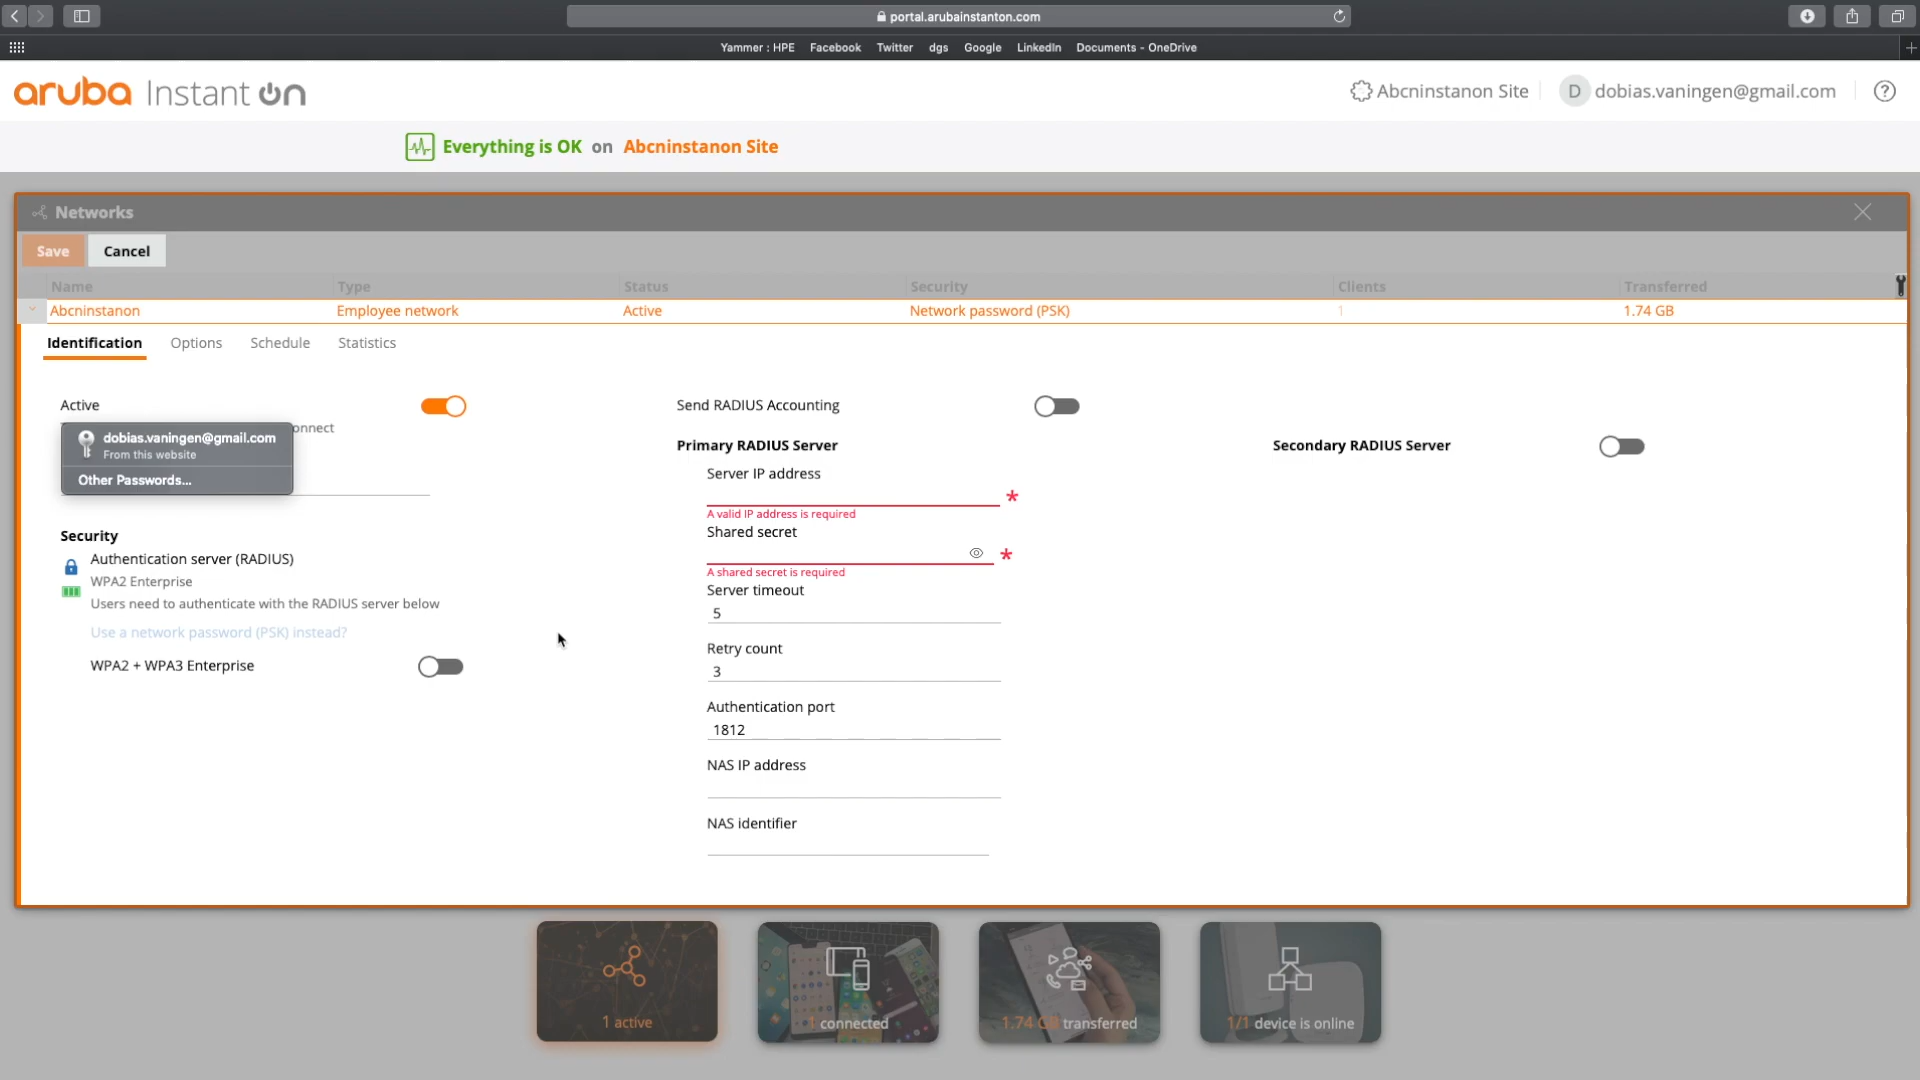 portal.arubainstanton.com
Yammer : HPE Facebook Twitter dgs Google LinkedIn Documents - OneDrive
aruba Instant On
Abcninstanon Site
D dobias.vaningen@gmail.com ?
Everything is OK on Abcninstanon Site
Networks
Save Cancel
Name Type Status Security Clients Transferred
Abcninstanon Employee network Active Network password (PSK) 1 1.74 GB
Identification Options Schedule Statistics
Active
onnect
dobias.vaningen@gmail.com
From this website
Other Passwords...
Security
Authentication server (RADIUS)
WPA2 Enterprise
Users need to authenticate with the RADIUS server below
Use a network password (PSK) instead?
WPA2 + WPA3 Enterprise
Send RADIUS Accounting
Primary RADIUS Server
Server IP address
*
A valid IP address is required
Shared secret
*
A shared secret is required
Server timeout
5
Retry count
3
Authentication port
1812
NAS IP address
NAS identifier
Secondary RADIUS Server
1 active
1 connected
1.74 GB transferred
1/1 device is online